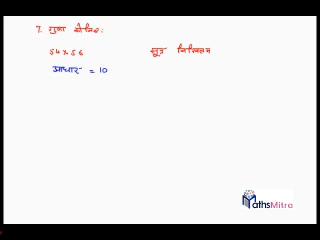 7. गुणा कीजिए:
54 x 56 सूत्र निखिलम
आधार = 10
MathsMitra